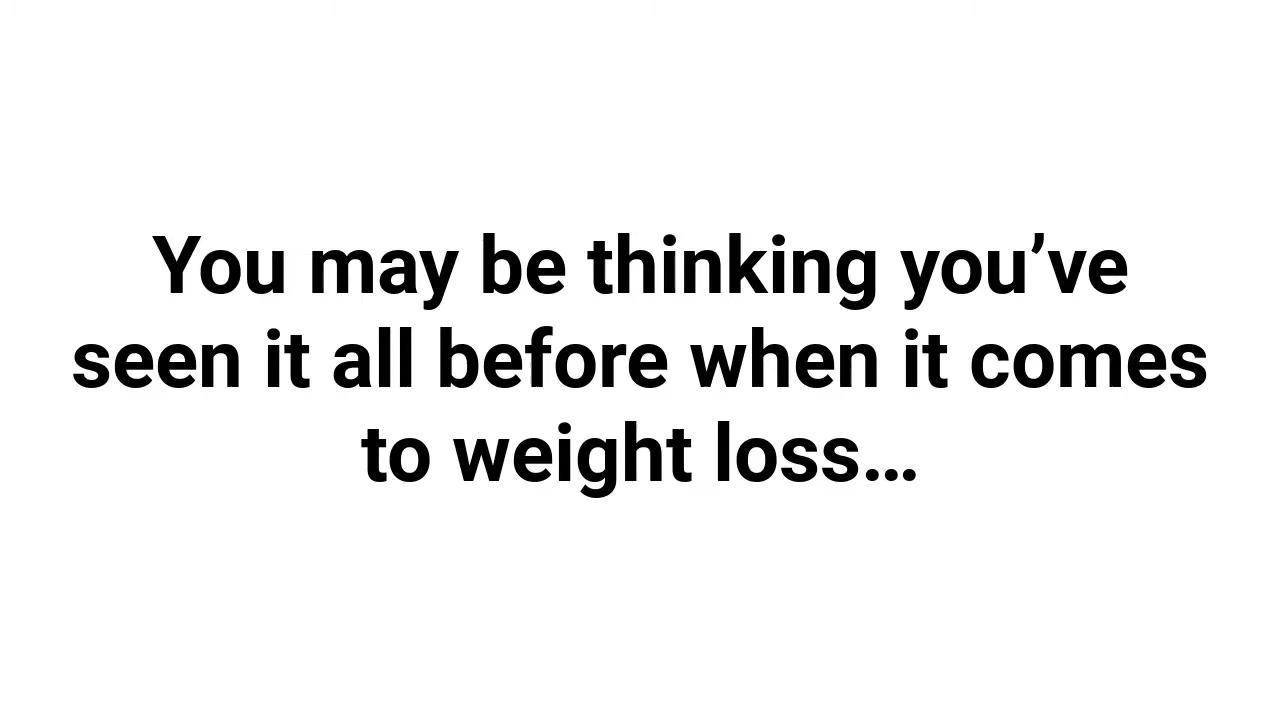 You may be thinking you’ve
seen it all before when it comes
to weight loss…